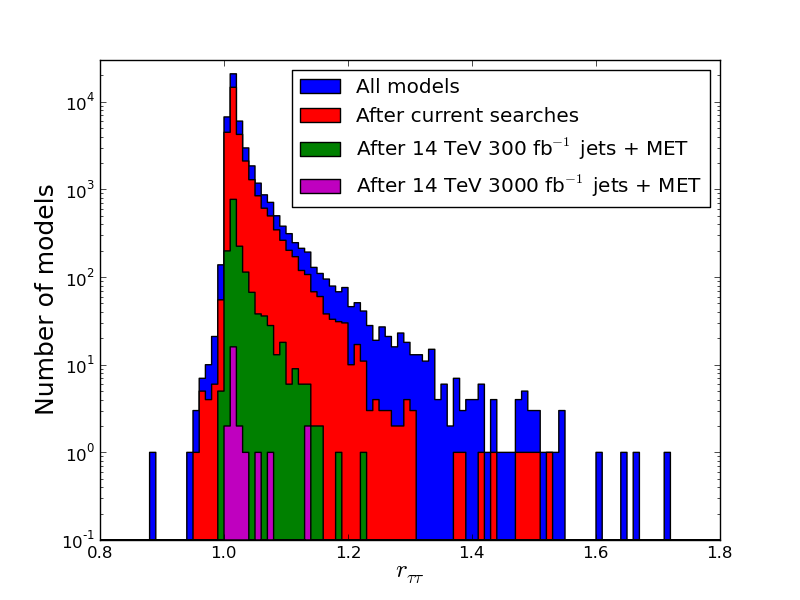 All models
After current searches
After 14 TeV 300 fb⁻¹ jets + MET
After 14 TeV 3000 fb⁻¹ jets + MET
Number of models
10⁴
10³
10²
10¹
10⁰
10⁻¹
0.8 1.0 1.2 1.4 1.6 1.8
r_ττ